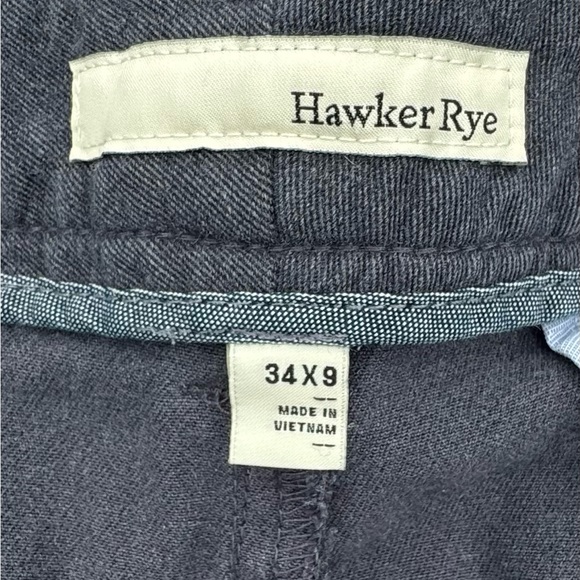 Hawker Rye
34X9
MADE IN
VIETNAM